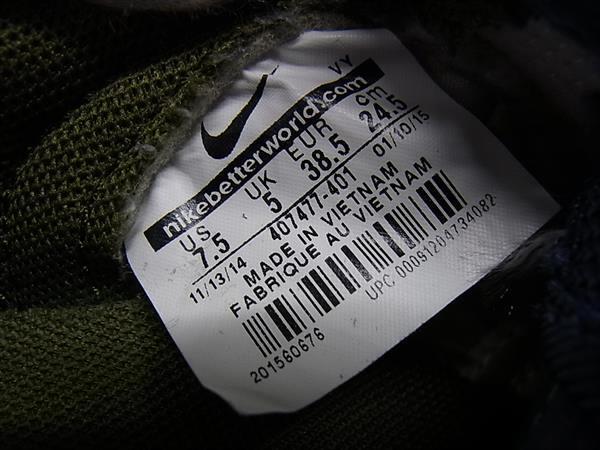 VY
nikebetterworld.com
US UK EUR cm
7.5 5 38.5 24.5
11/13/14 407477-401 01/10/15
MADE IN VIETNAM
FABRIQUE AU VIETNAM
201560676 UPC 00091204734082